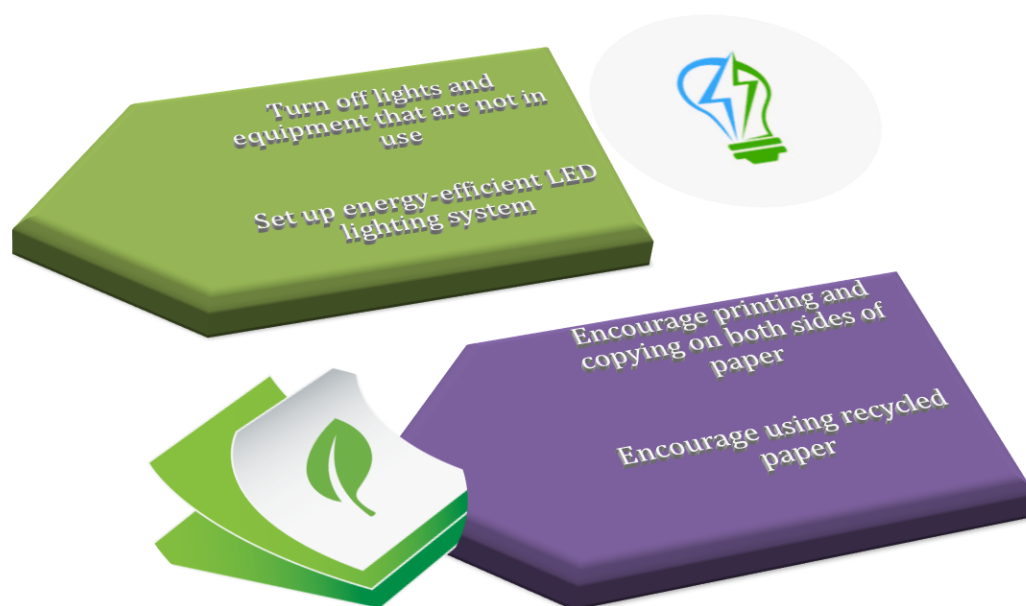 Turn off lights and
equipment that are not in
use
Set up energy-efficient LED
lighting system
Encourage printing and
copying on both sides of
paper
Encourage using recycled
paper